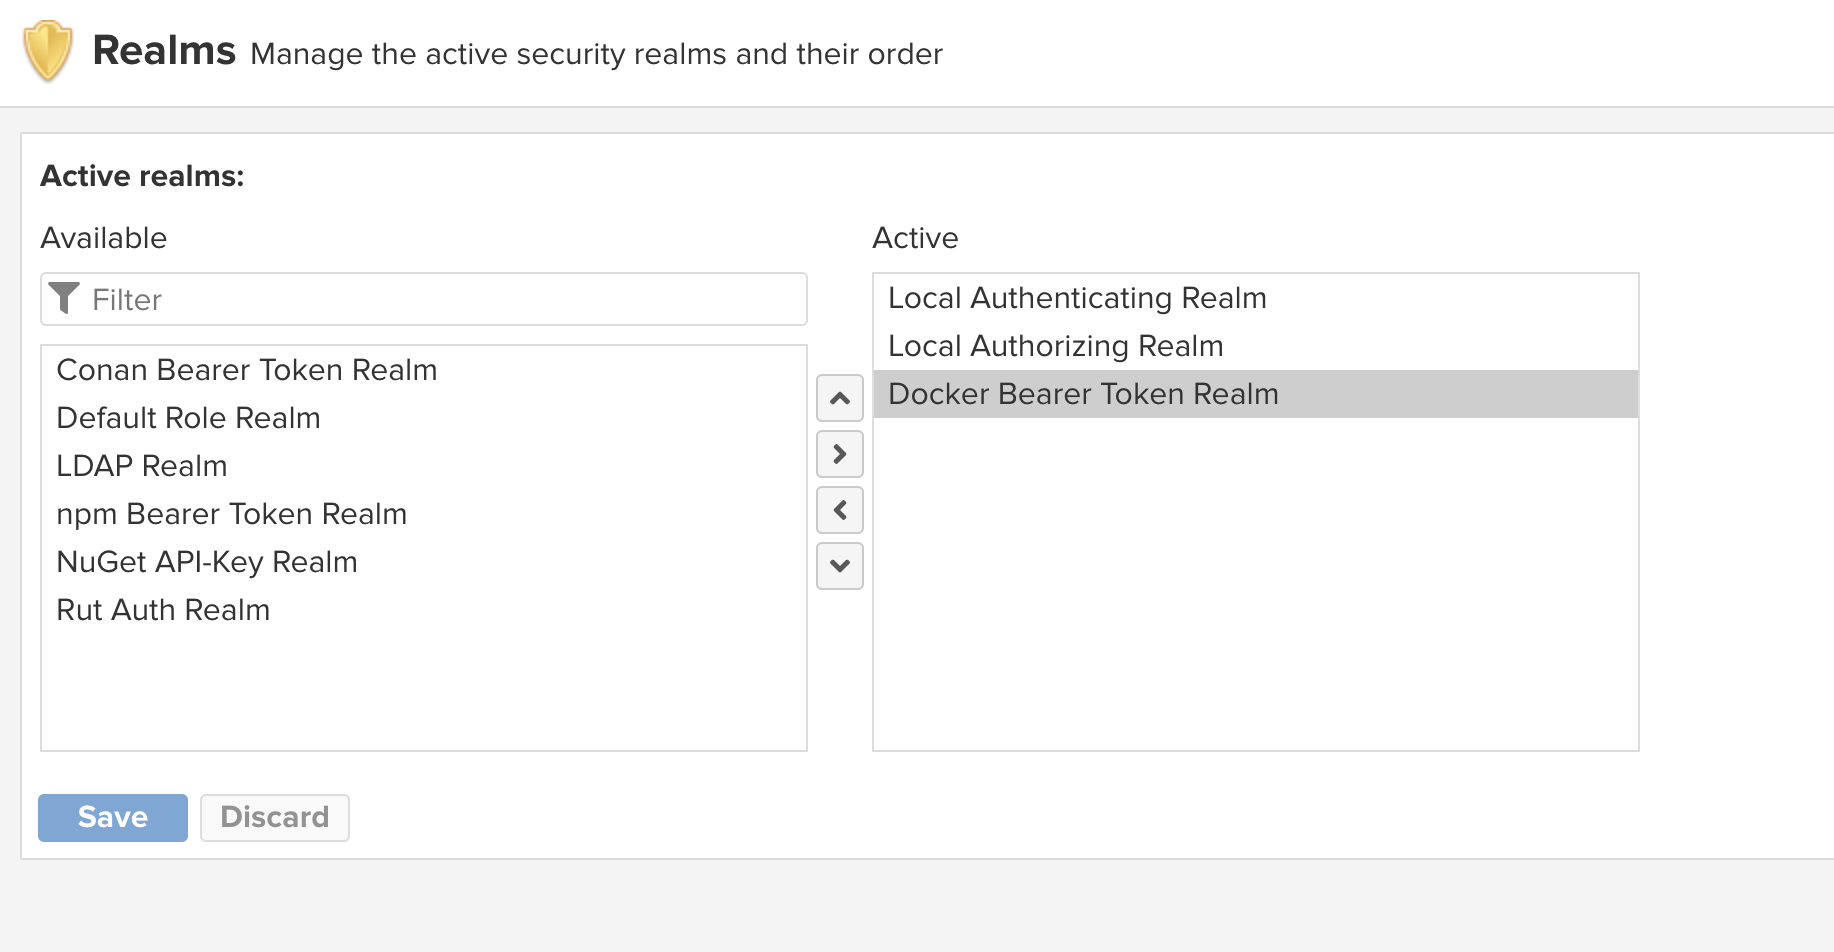 Realms Manage the active security realms and their order
Active realms:
Available
Filter
Conan Bearer Token Realm
Default Role Realm
LDAP Realm
npm Bearer Token Realm
NuGet API-Key Realm
Rut Auth Realm
Active
Local Authenticating Realm
Local Authorizing Realm
Docker Bearer Token Realm
Save Discard